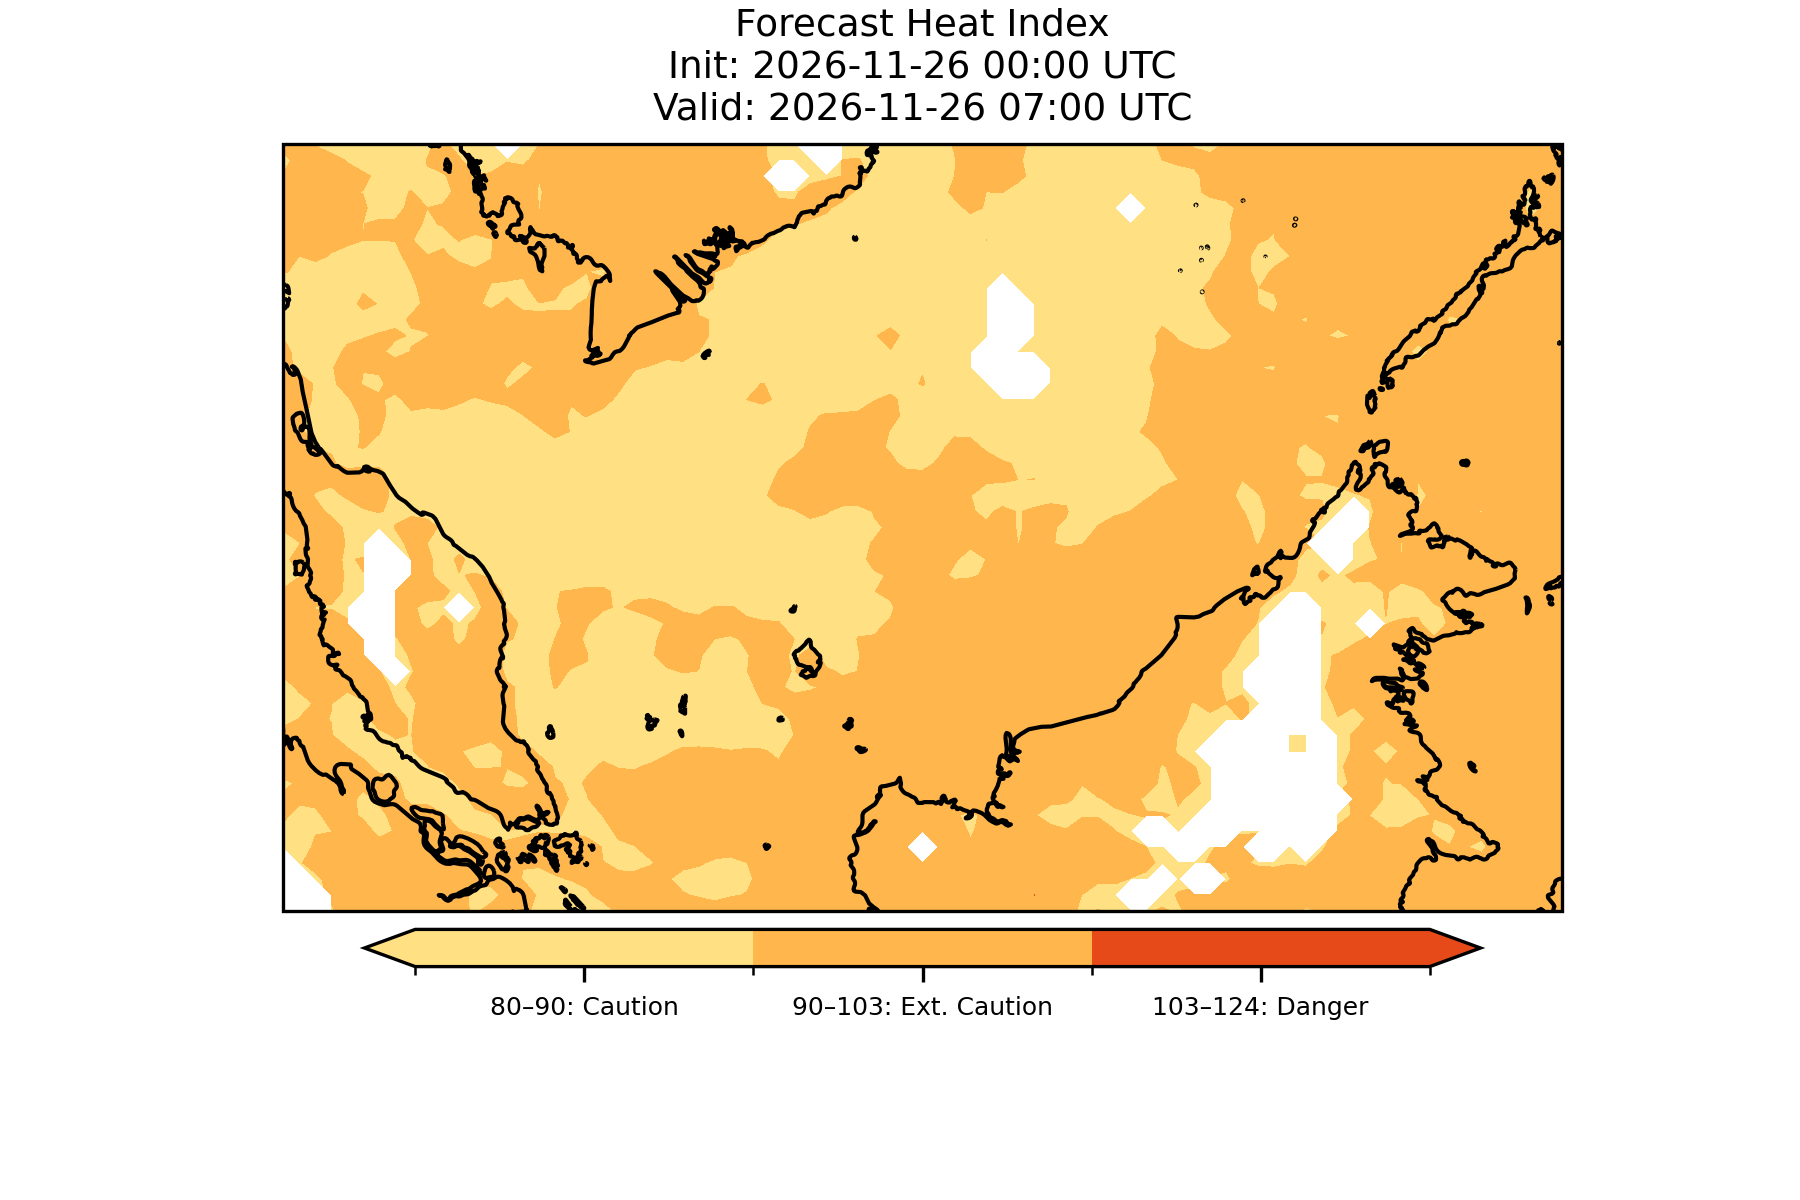 Forecast Heat Index
Init: 2026-11-26 00:00 UTC
Valid: 2026-11-26 07:00 UTC
80–90: Caution
90–103: Ext. Caution
103–124: Danger